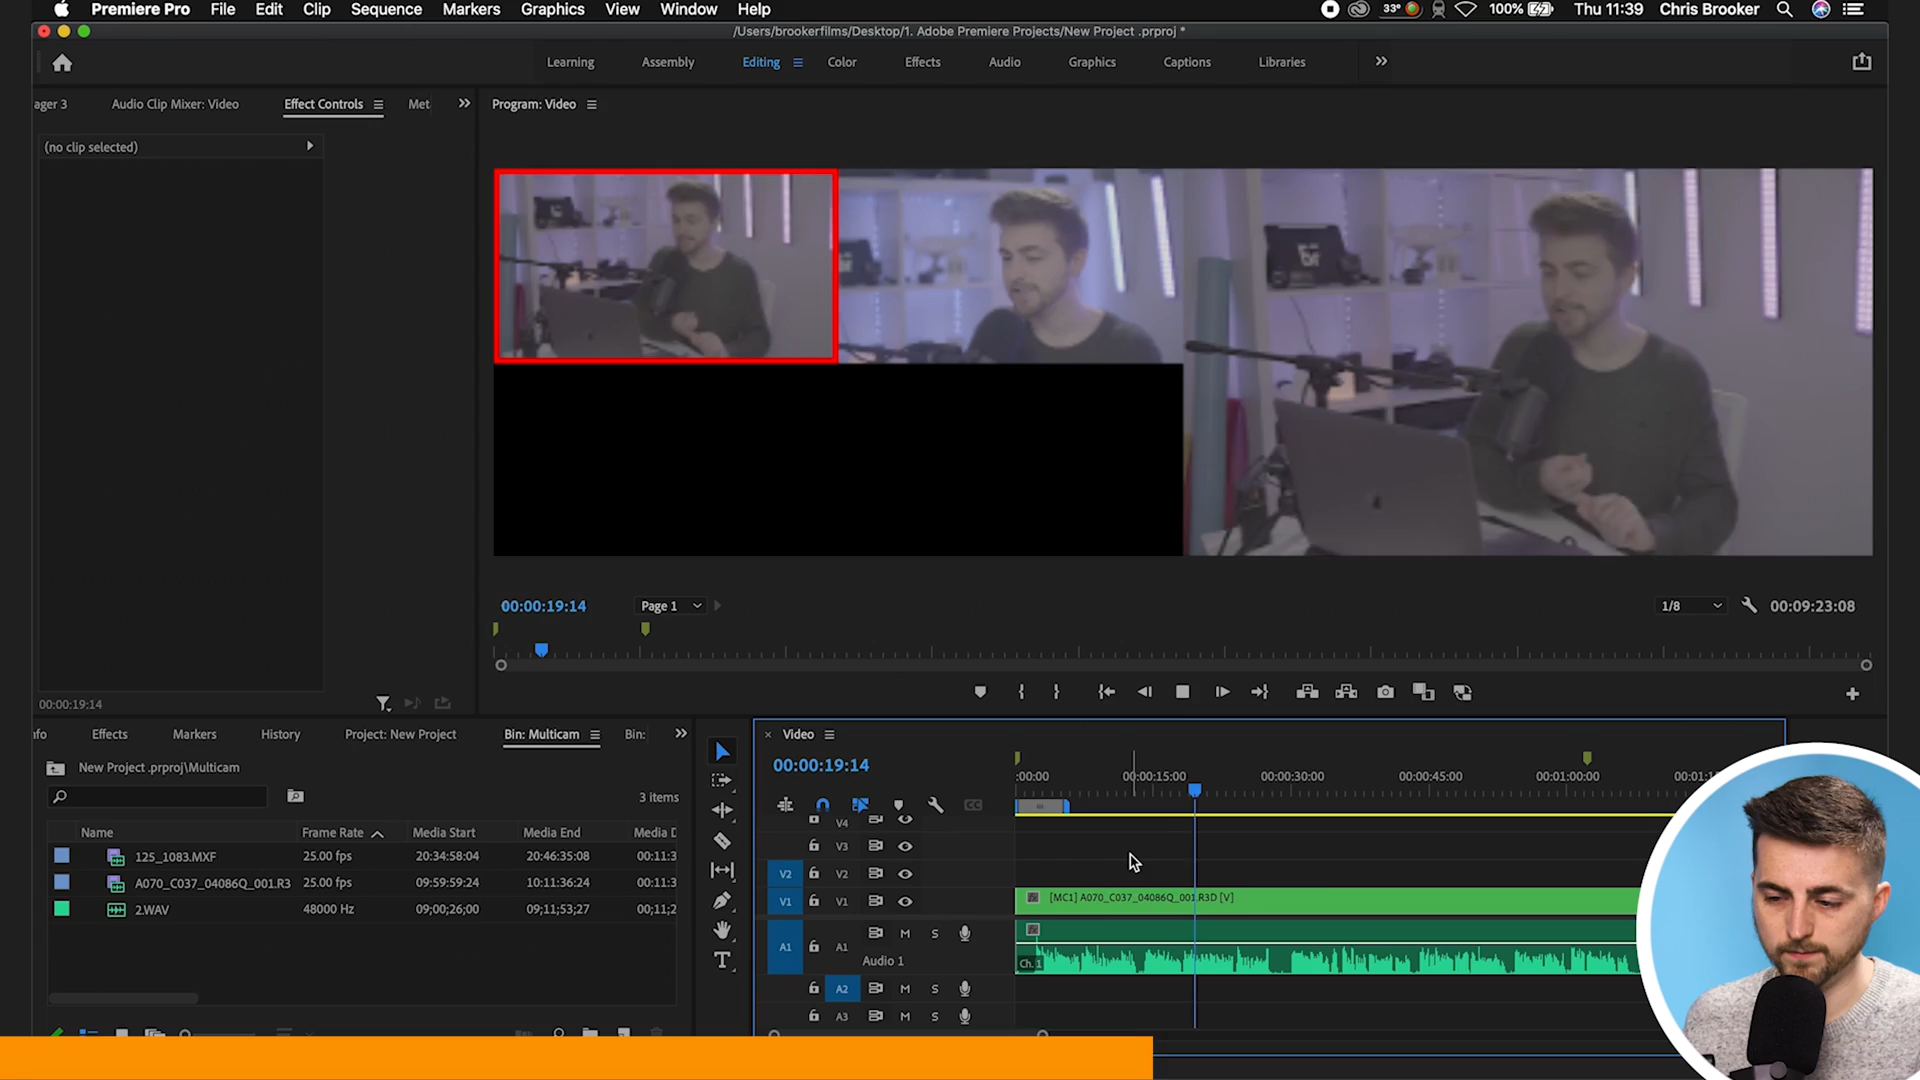 Premiere Pro File Edit Clip Sequence Markers Graphics View Window Help 33° 100% Thu 11:39 Chris Brooker
/Users/brookerfilms/Desktop/1. Adobe Premiere Projects/New Project .prproj *
Learning Assembly Editing Color Effects Audio Graphics Captions Libraries
ager 3 Audio Clip Mixer: Video Effect Controls Met Program: Video
(no clip selected)
00:00:19:14 Page 1 1/8 00:09:23:08
00:00:19:14
nfo Effects Markers History Project: New Project Bin: Multicam Bin: Video
New Project .prproj\Multicam 00:00:19:14
:00:00 00:00:15:00 00:00:30:00 00:00:45:00 00:01:00:00 00:01:1
3 items CC
Name Frame Rate Media Start Media End Media D
125_1083.MXF 25.00 fps 20:34:58:04 20:46:35:08 00:11:3
A070_C037_04086Q_001.R3 25.00 fps 09:59:59:24 10:11:36:24 00:11:3
2.WAV 48000 Hz 09;00;26;00 09;11;53;27 00;11;2
V4
V3
V2 V2
V1 V1 [MC1] A070_C037_04086Q_001.R3D [V]
A1 A1 M S
Audio 1 Ch. 1
A2 M S
A3 M S